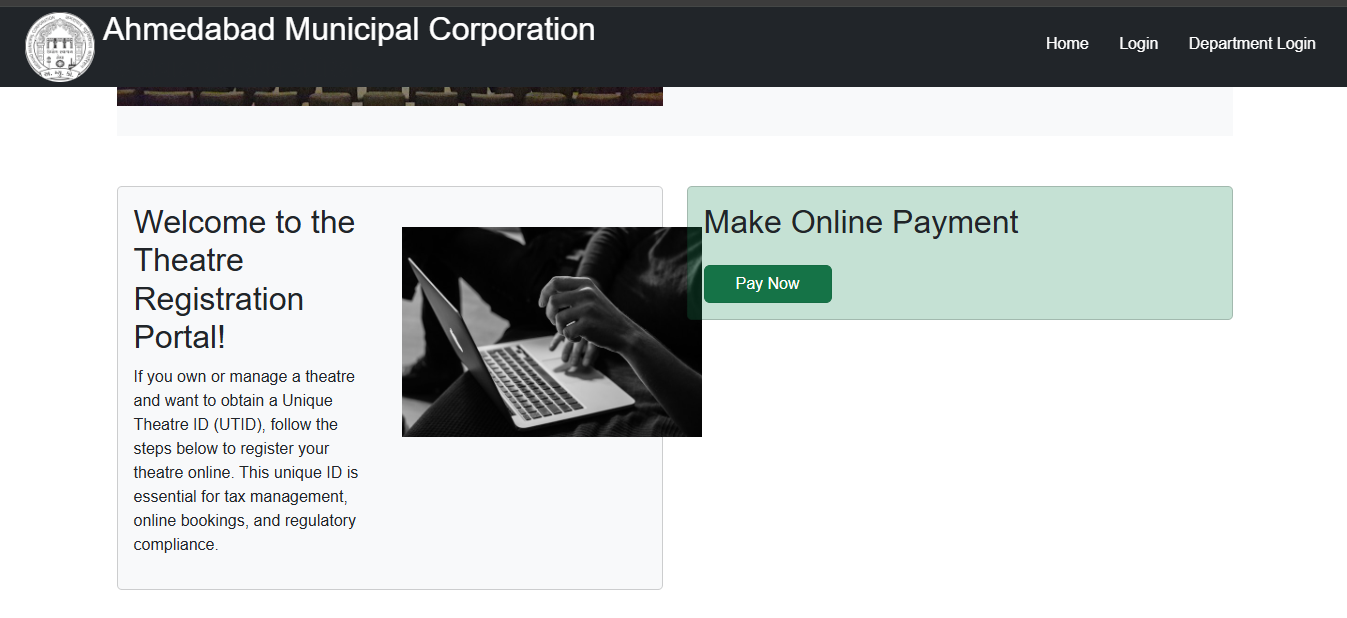 Ahmedabad Municipal Corporation
Home Login Department Login
Welcome to the
Theatre
Registration
Portal!
If you own or manage a theatre
and want to obtain a Unique
Theatre ID (UTID), follow the
steps below to register your
theatre online. This unique ID is
essential for tax management,
online bookings, and regulatory
compliance.
Make Online Payment
Pay Now